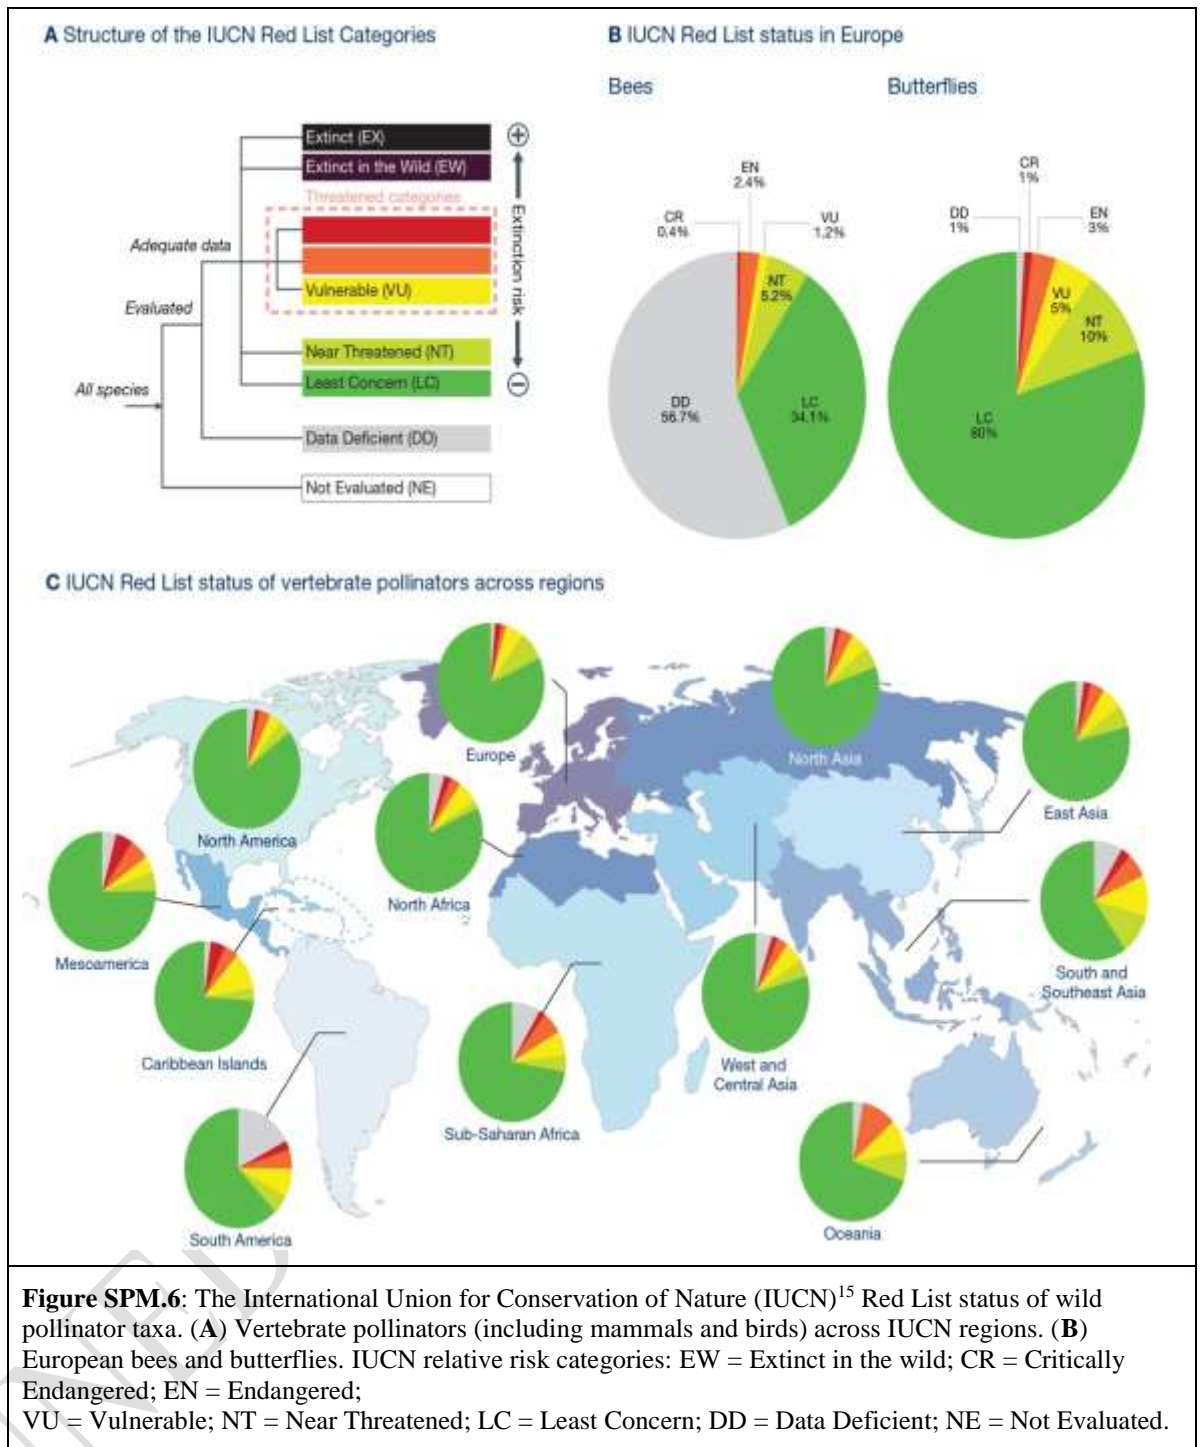 A Structure of the IUCN Red List Categories
Extinct (EX)
Extinct in the Wild (EW)
Threatened categories
Vulnerable (VU)
Near Threatened (NT)
Least Concern (LC)
Data Deficient (DD)
Not Evaluated (NE)
Adequate data
Evaluated
All species
+
Extinction risk
−
B IUCN Red List status in Europe
Bees
EN
2.4%
CR
0.4%
VU
1.2%
NT
5.2%
DD
56.7%
LC
34.1%
Butterflies
CR
1%
DD
1%
EN
3%
VU
5%
NT
10%
LC
80%
C IUCN Red List status of vertebrate pollinators across regions
Europe
North Asia
North America
East Asia
North Africa
Mesoamerica
South and
Southeast Asia
Caribbean Islands
West and
Central Asia
Sub-Saharan Africa
South America
Oceania
Figure SPM.6: The International Union for Conservation of Nature (IUCN)15 Red List status of wild
pollinator taxa. (A) Vertebrate pollinators (including mammals and birds) across IUCN regions. (B)
European bees and butterflies. IUCN relative risk categories: EW = Extinct in the wild; CR = Critically
Endangered; EN = Endangered;
VU = Vulnerable; NT = Near Threatened; LC = Least Concern; DD = Data Deficient; NE = Not Evaluated.